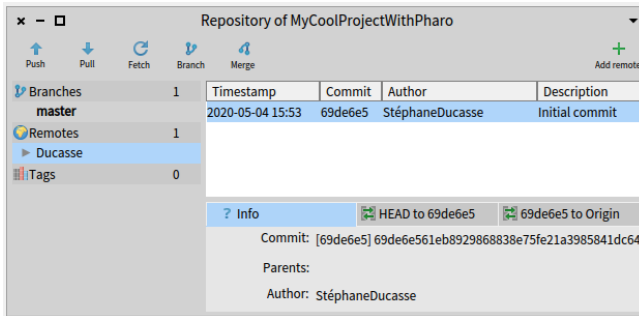 Repository of MyCoolProjectWithPharo
Push Pull Fetch Branch Merge Add remote
Branches 1
master
Remotes 1
Ducasse
Tags 0
Timestamp Commit Author Description
2020-05-04 15:53 69de6e5 StéphaneDucasse Initial commit
? Info HEAD to 69de6e5 69de6e5 to Origin
Commit: [69de6e5] 69de6e561eb8929868838e75fe21a3985841dc64
Parents:
Author: StéphaneDucasse